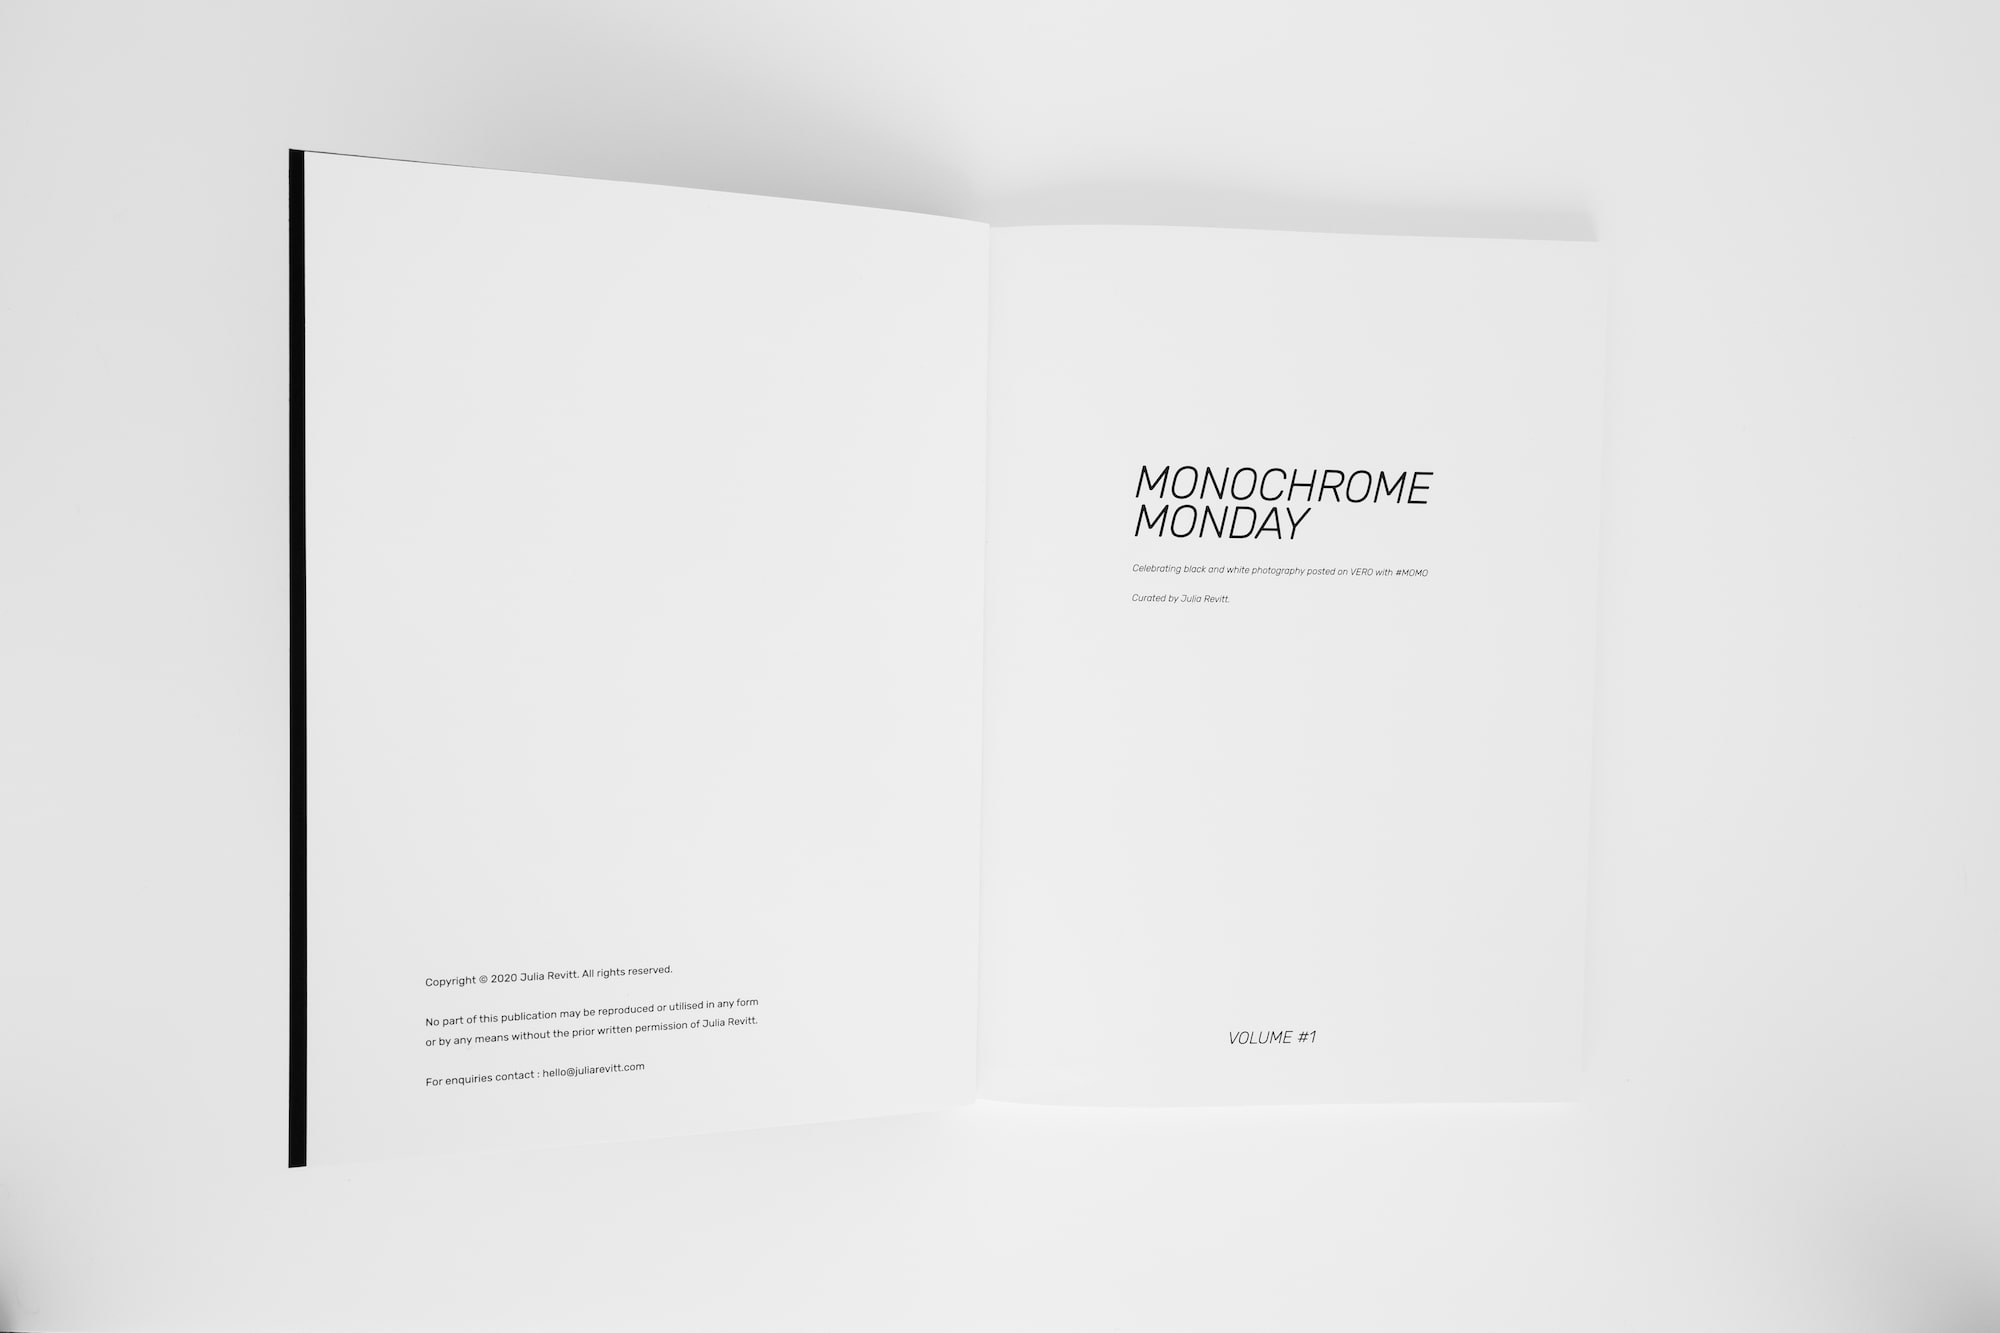 Copyright © 2020 Julia Revitt. All rights reserved.
No part of this publication may be reproduced or utilised in any form
or by any means without the prior written permission of Julia Revitt.
For enquiries contact : hello@juliarevitt.com
MONOCHROME
MONDAY
Celebrating black and white photography posted on VERO with #MOMO
Curated by Julia Revitt.
VOLUME #1